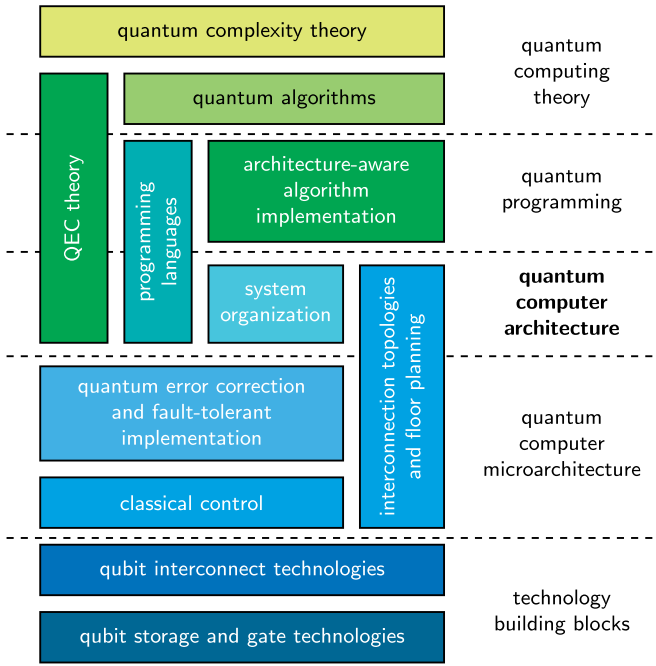 quantum complexity theory
quantum
computing
theory
QEC theory
quantum algorithms
programming
languages
architecture-aware
algorithm
implementation
quantum
programming
system
organization
interconnection topologies
and floor planning
quantum
computer
architecture
quantum error correction
and fault-tolerant
implementation
classical control
quantum
computer
microarchitecture
qubit interconnect technologies
qubit storage and gate technologies
technology
building blocks